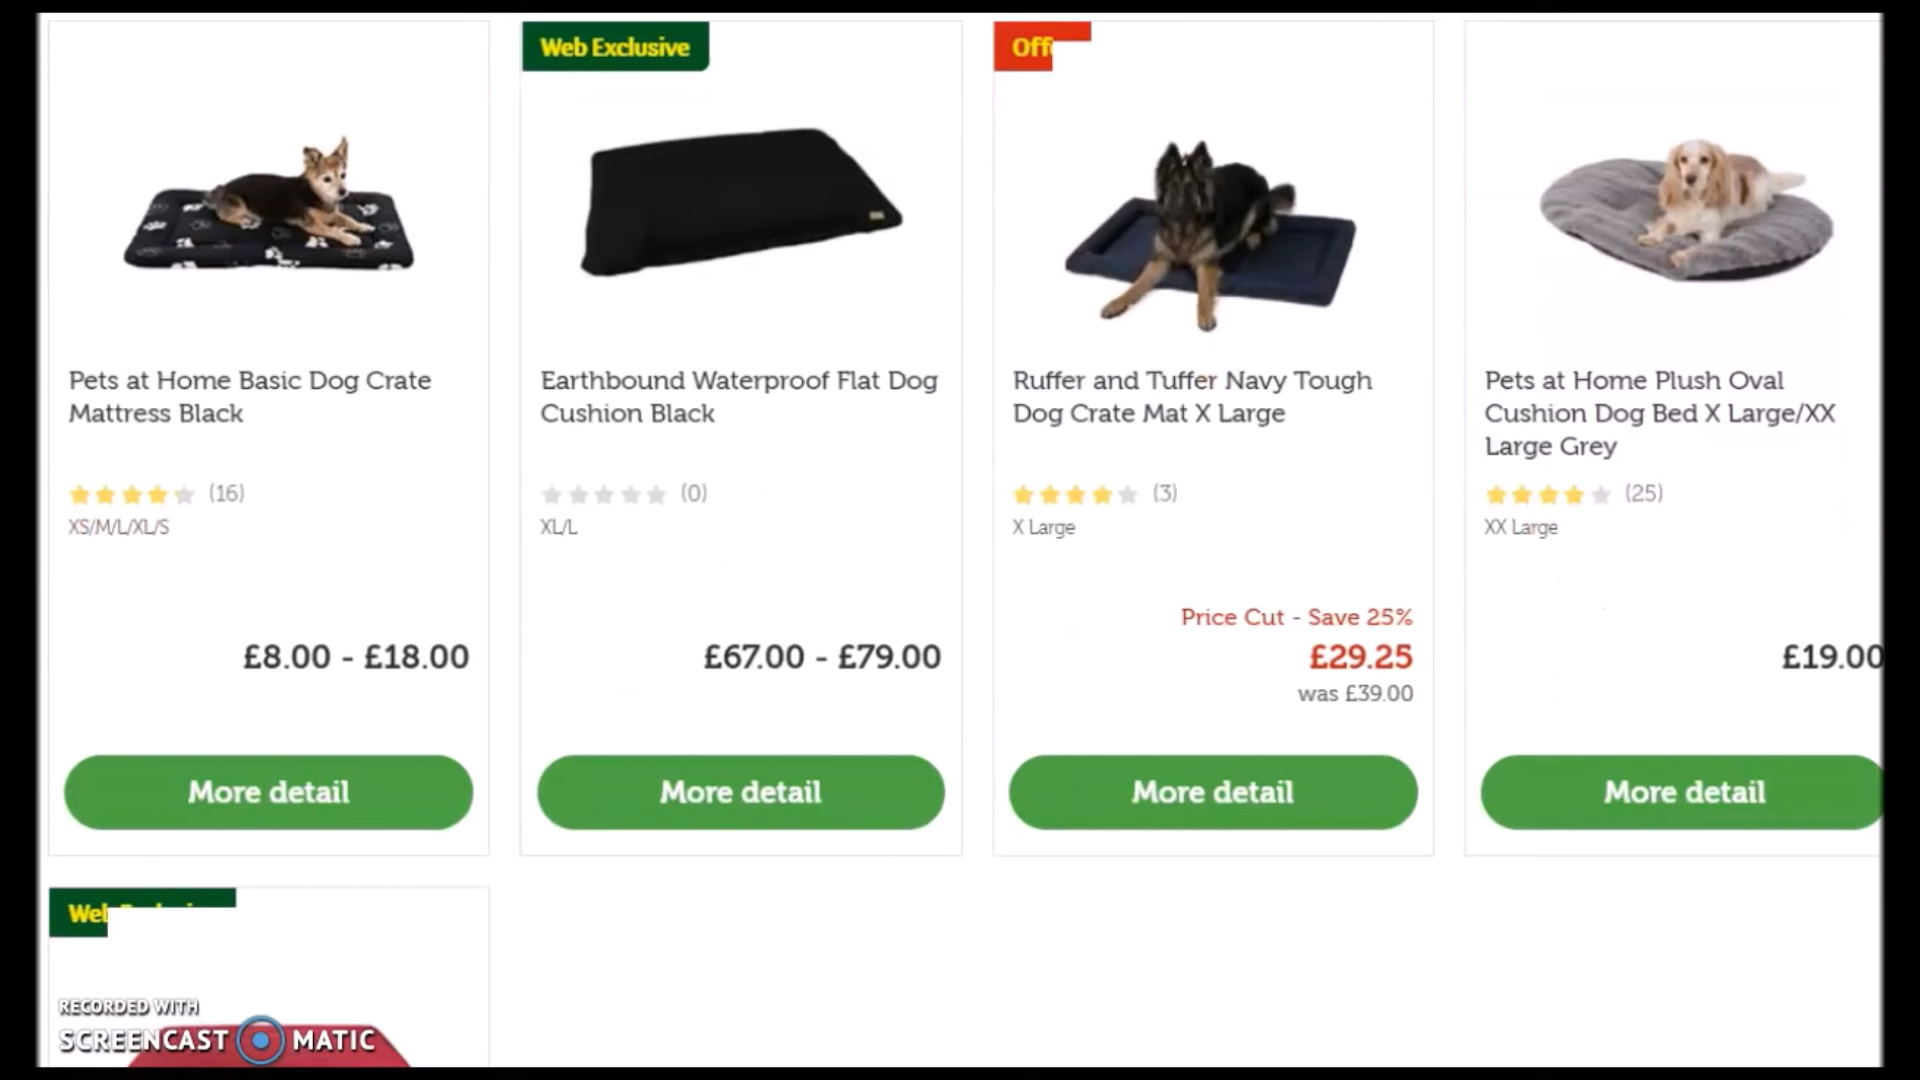 Web Exclusive
Pets at Home Basic Dog Crate
Mattress Black
(16)
XS/M/L/XL/S
£8.00 - £18.00
More detail
Earthbound Waterproof Flat Dog
Cushion Black
(0)
XL/L
£67.00 - £79.00
More detail
Ruffer and Tuffer Navy Tough
Dog Crate Mat X Large
(3)
X Large
Price Cut - Save 25%
£29.25
was £39.00
More detail
Pets at Home Plush Oval
Cushion Dog Bed X Large/XX
Large Grey
(25)
XX Large
£19.00
More detail
RECORDED WITH
SCREENCAST MATIC